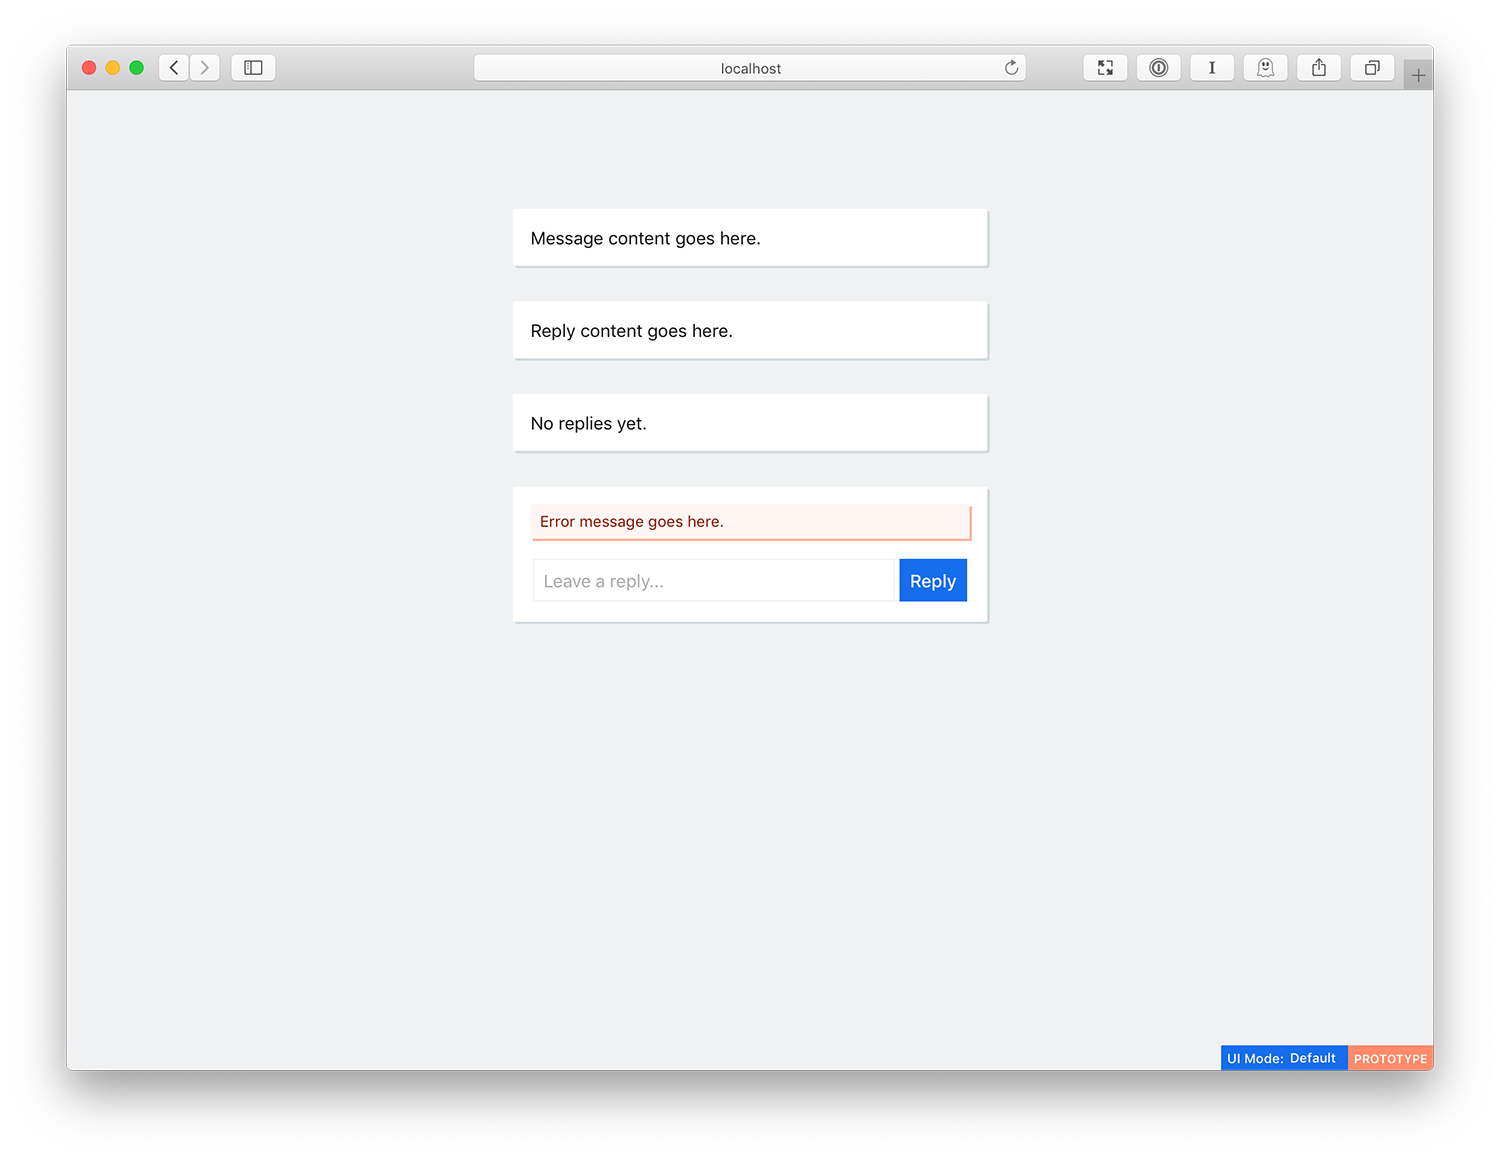 localhost
Message content goes here.
Reply content goes here.
No replies yet.
Error message goes here.
Leave a reply...
Reply
UI Mode: Default PROTOTYPE